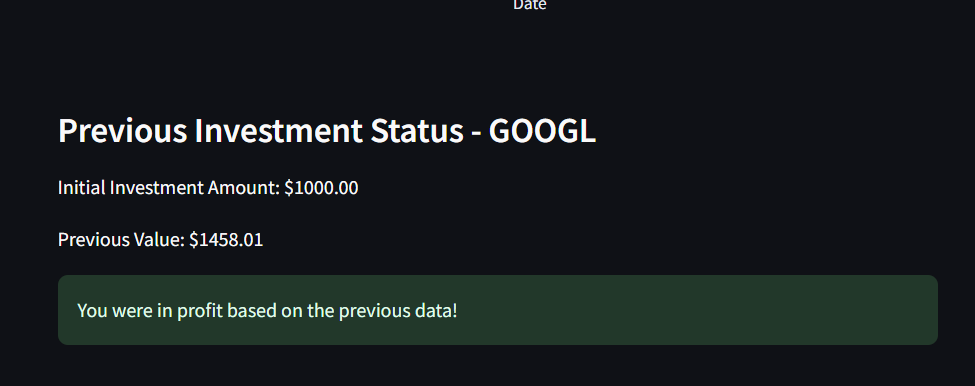 Date
Previous Investment Status - GOOGL
Initial Investment Amount: $1000.00
Previous Value: $1458.01
You were in profit based on the previous data!